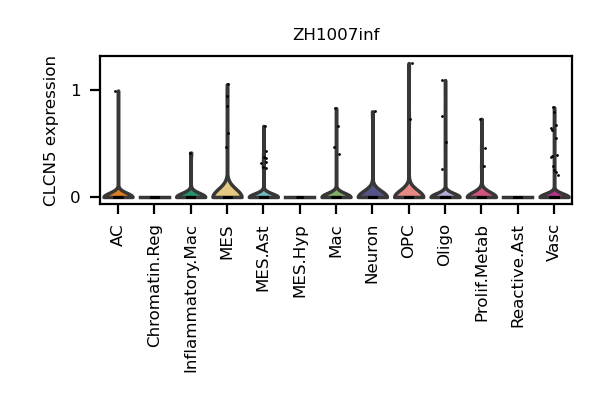 ZH1007inf
CLCN5 expression
1
0
AC
Chromatin.Reg
Inflammatory.Mac
MES
MES.Ast
MES.Hyp
Mac
Neuron
OPC
Oligo
Prolif.Metab
Reactive.Ast
Vasc